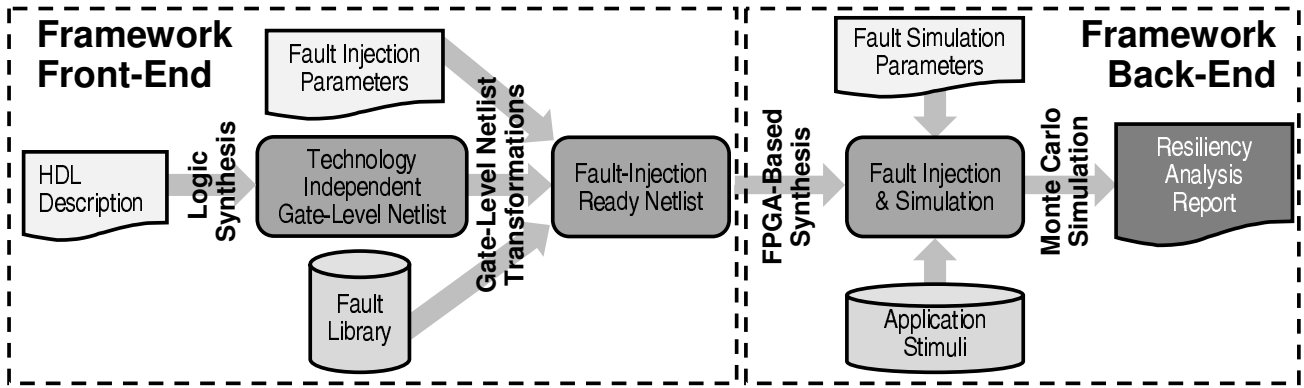 Framework
Front-End
Fault Injection
Parameters
HDL
Description
Logic
Synthesis
Technology
Independent
Gate-Level Netlist
Fault
Library
Gate-Level Netlist
Transformations
Fault-Injection
Ready Netlist
Framework
Back-End
Fault Simulation
Parameters
FPGA-Based
Synthesis
Fault Injection
& Simulation
Application
Stimuli
Monte Carlo
Simulation
Resiliency
Analysis
Report